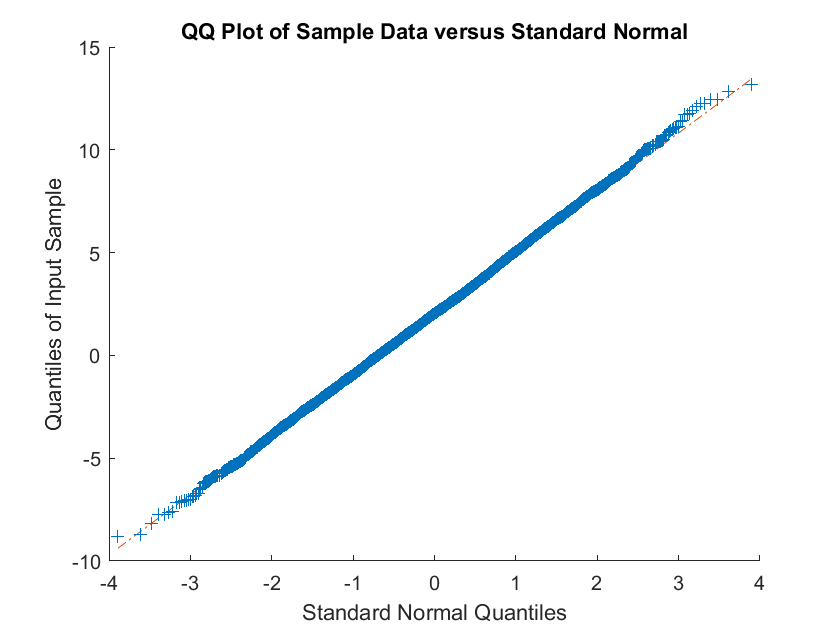 QQ Plot of Sample Data versus Standard Normal
15
10
5
0
-5
-10
Quantiles of Input Sample
-4 -3 -2 -1 0 1 2 3 4
Standard Normal Quantiles